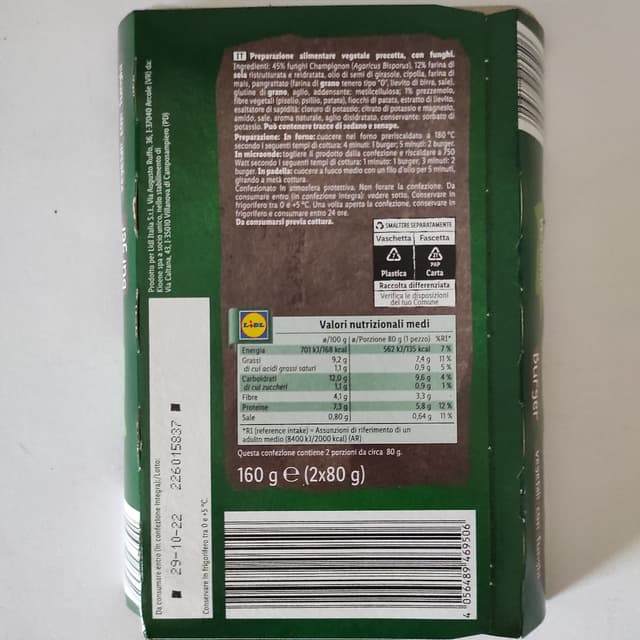 IT Preparazione alimentare vegetale precotta, con funghi.
Ingredienti: 45% funghi Champignon (Agaricus Bisporus), 12% farina di
soia ristrutturata e reidratata, olio di semi di girasole, cipolla, farina di
mais, pangrattato (farina di grano tenero tipo "0", lievito di birra, sale),
glutine di grano, aglio, addensante: metilcellulosa; 1% prezzemolo,
fibre vegetali (pisello, psillio, patata), fiocchi di patata, estratto di lievito,
esaltatore di sapidità: cloruro di potassio; citrato di potassio e magnesio,
amido, sale, aroma naturale, aglio disidratato, conservante: sorbato di
potassio. Può contenere tracce di sedano e senape.
Preparazione: In forno: cuocere nel forno preriscaldato a 180 °C
secondo i seguenti tempi di cottura: 4 minuti: 1 burger; 5 minuti: 2 burger.
In microonde: togliere il prodotto dalla confezione e riscaldare a 750
Watt secondo i seguenti tempi di cottura: 1 minuto: 1 burger; 3 minuti: 2
burger. In padella: cuocere a fuoco medio con un filo d'olio per 5 minuti,
girando a metà cottura.
Confezionato in atmosfera protettiva. Non forare la confezione. Da
consumare entro (in confezione integra): vedere sotto. Conservare in
frigorifero tra 0 e +5 °C. Una volta aperta la confezione, conservare in
frigorifero e consumare entro 24 ore.
Da consumarsi previa cottura.
SMALTIRE SEPARATAMENTE
Vaschetta Fascetta
7 21
PAP
Plastica Carta
Raccolta differenziata
Verifica le disposizioni
del tuo Comune
LIDL
Valori nutrizionali medi
ø/100 g ø/Porzione 80 g (1 pezzo) %RI*
Energia 701 kJ/168 kcal 562 kJ/135 kcal 7 %
Grassi 9,2 g 7,4 g 11 %
di cui acidi grassi saturi 1,1 g 0,9 g 5 %
Carboidrati 12,0 g 9,6 g 4 %
di cui zuccheri 1,1 g 0,9 g 1 %
Fibre 4,1 g 3,3 g -
Proteine 7,3 g 5,8 g 12 %
Sale 0,80 g 0,64 g 11 %
*RI (reference intake) = Assunzioni di riferimento di un
adulto medio (8400 kJ/2000 kcal) (AR)
Questa confezione contiene 2 porzioni da circa 80 g.
160 g e (2x80 g)
4 056489 469506
Prodotto per Lidl Italia S.r.l., Via Augusto Ruffo, 36, I-37040 Arcole (VR) da:
Kioene spa a socio unico, nello stabilimento di
Via Caltana, 43, I-35010 Villanova di Camposampiero (PD)
Da consumare entro (in confezione integra)/Lotto:
29-10-22 226015837
Conservare in frigorifero tra 0 e +5 °C.
burger
burger
vegetali con funghi